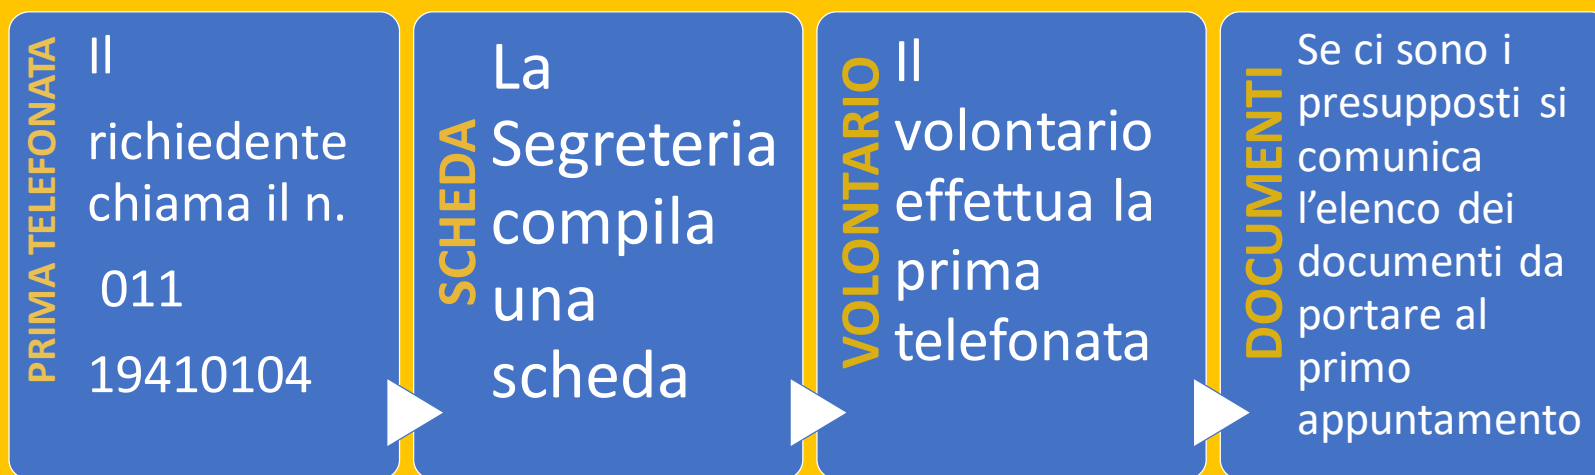 PRIMA TELEFONATA
Il
richiedente
chiama il n.
011
19410104
SCHEDA
La
Segreteria
compila
una
scheda
VOLONTARIO
Il
volontario
effettua la
prima
telefonata
DOCUMENTI
Se ci sono i
presupposti si
comunica
l’elenco dei
documenti da
portare al
primo
appuntamento